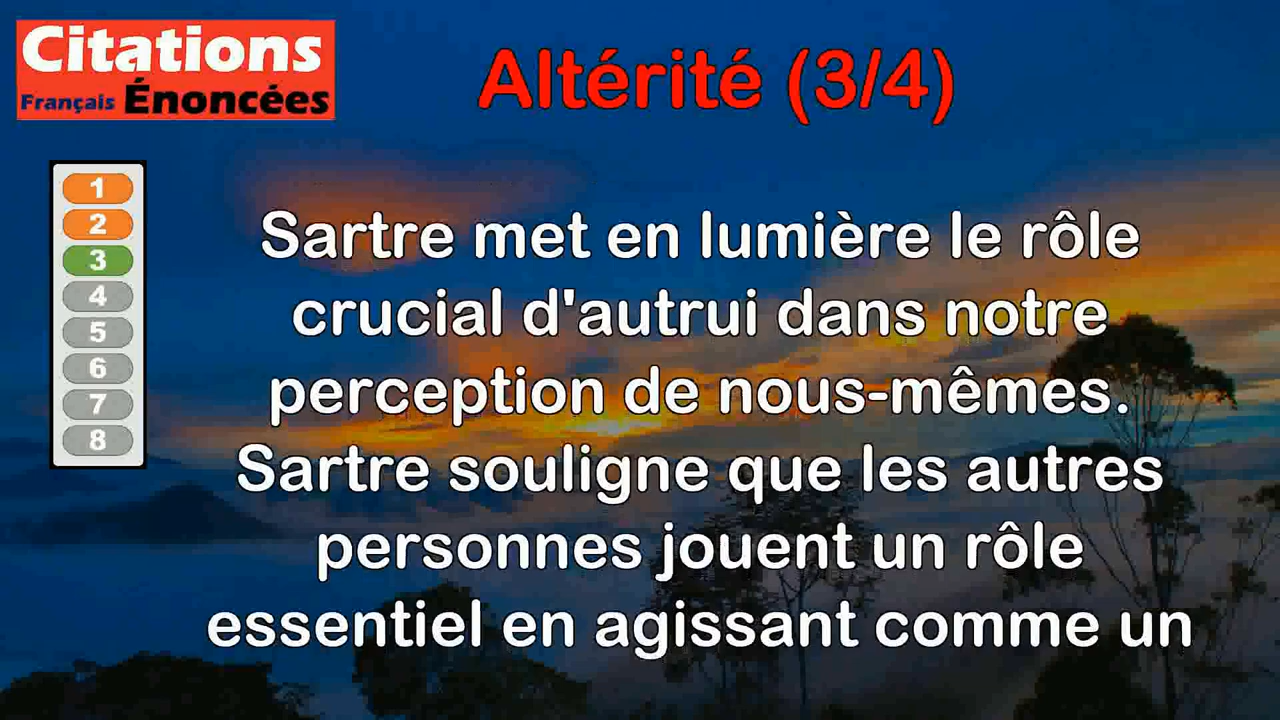 Citations
Français Énoncées
Altérité (3/4)
1
2
3
4
5
6
7
8
Sartre met en lumière le rôle
crucial d'autrui dans notre
perception de nous-mêmes.
Sartre souligne que les autres
personnes jouent un rôle
essentiel en agissant comme un